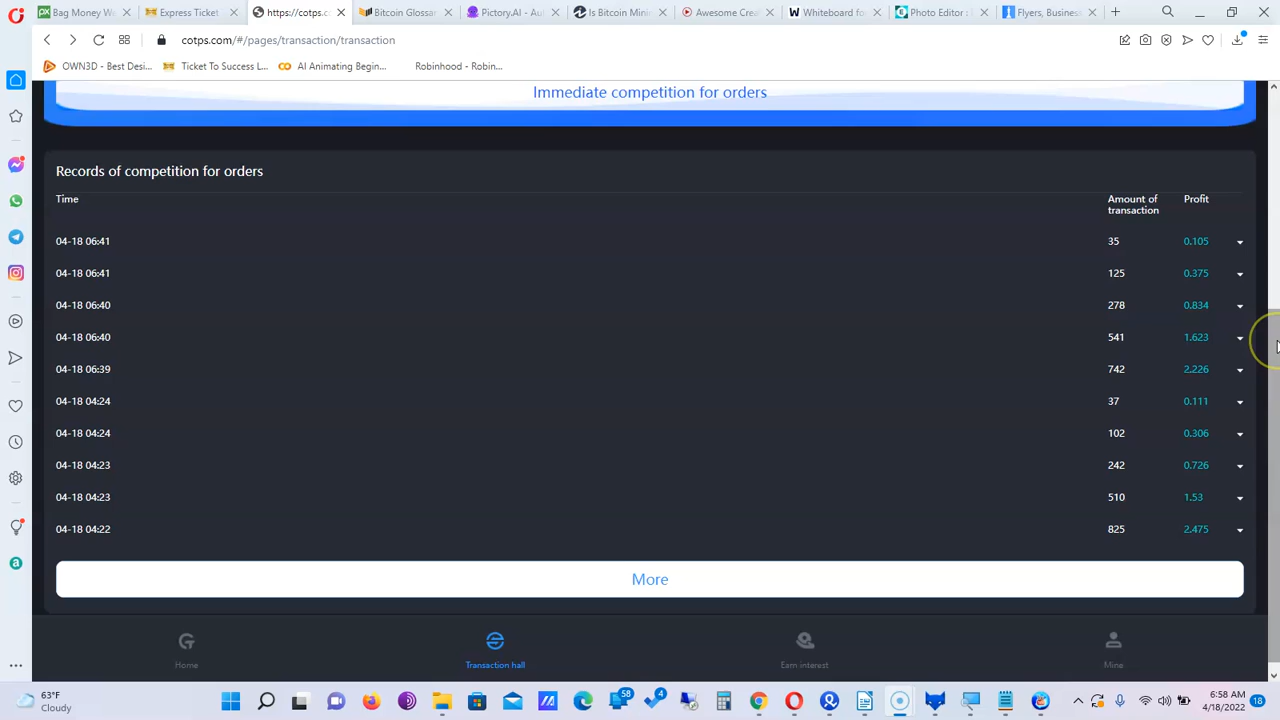 Bag Money Wa
Express Ticket
https://cotps.c
Bitcoin Glossar
Pictory.AI - Aut
Is Bitcoin Minin
Awesome Creat
Whiteboard fo
Photo Editor : 
Flyers, Business
cotps.com/#/pages/transaction/transaction
OWN3D - Best Desi...
Ticket To Success L...
AI Animating Begin...
Robinhood - Robin...
Immediate competition for orders
Records of competition for orders
Time Amount of transaction Profit
04-18 06:41 35 0.105
04-18 06:41 125 0.375
04-18 06:40 278 0.834
04-18 06:40 541 1.623
04-18 06:39 742 2.226
04-18 04:24 37 0.111
04-18 04:24 102 0.306
04-18 04:23 242 0.726
04-18 04:23 510 1.53
04-18 04:22 825 2.475
More
Home
Transaction hall
Earn interest
Mine
63°F
Cloudy
58
4
6:58 AM
4/18/2022
18